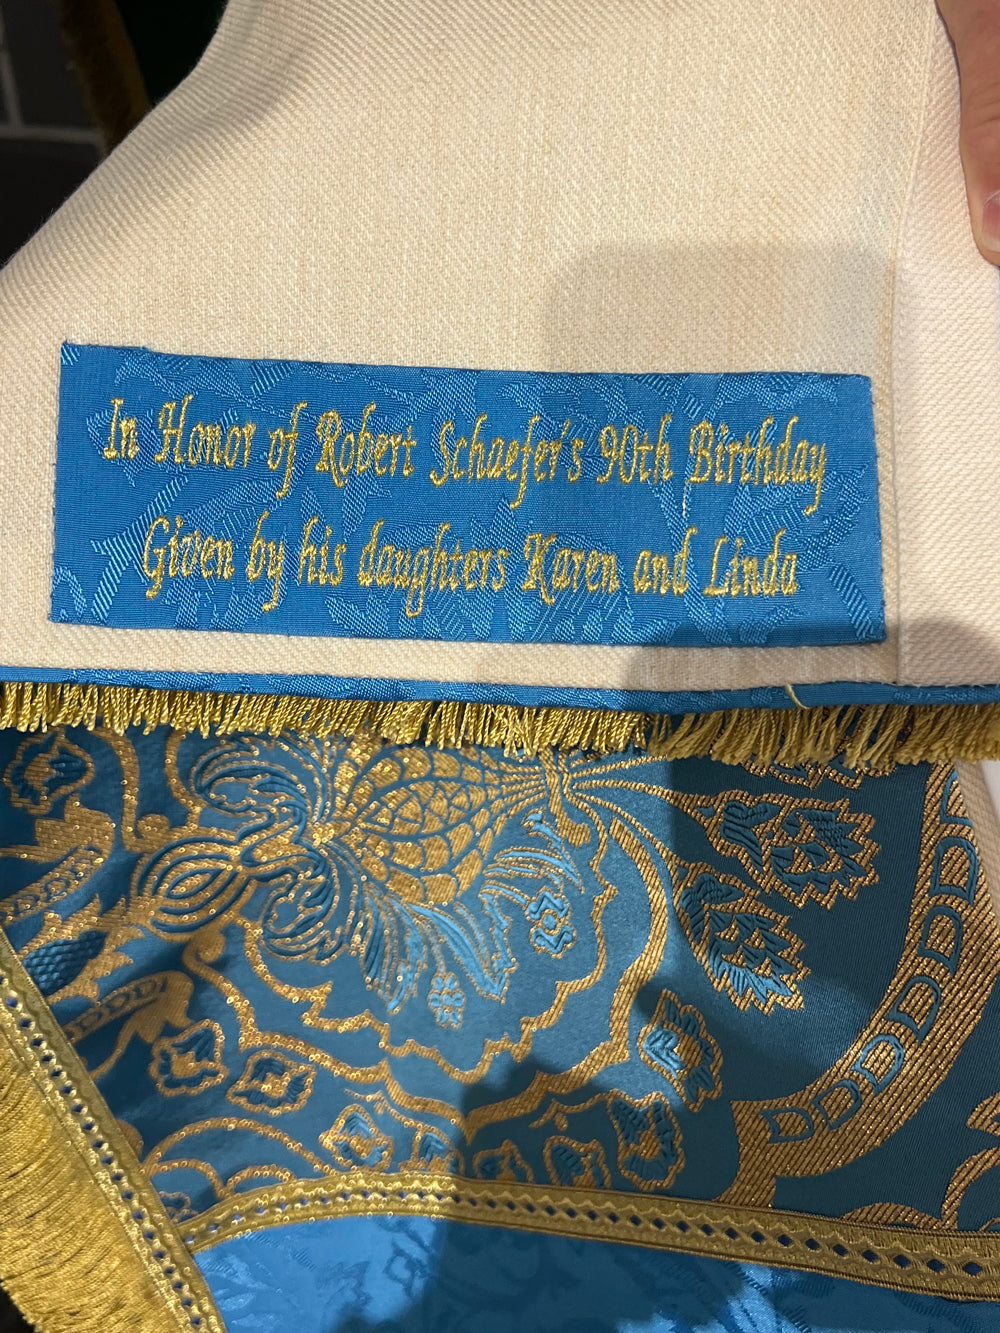 In Honor of Robert Schaefer's 90th Birthday
Given by his daughters Karen and Linda